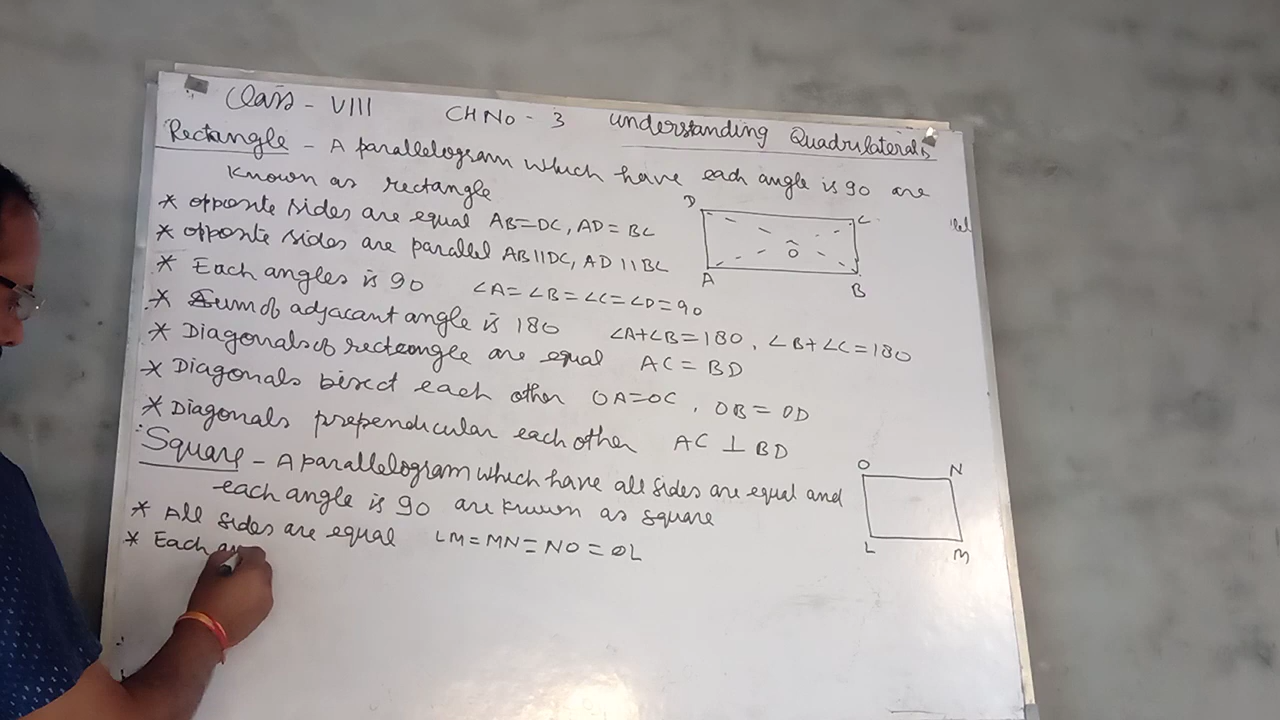 Class - VIII CHNO - 3 understanding Quadrulaterals
Rectangle - A parallelogram which have each angle is 90 are
known as rectangle
* opposite sides are equal AB=DC, AD=BC
* opposite sides are parallel AB||DC, AD||BC
* Each angles is 90 ∠A=∠B=∠C=∠D=90
* Sum of adjacant angle is 180 ∠A+∠B=180, ∠B+∠C=180
* Diagonals of rectangle are equal AC=BD
* Diagonals bisect each other OA=OC, OB=OD
* Diagonals prependicular each other AC ⊥ BD
D C
O
A B
Square - A parallelogram which have all sides are equal and
each angle is 90 are known as square
* All sides are equal LM=MN=NO=OL
* Each
O N
L M